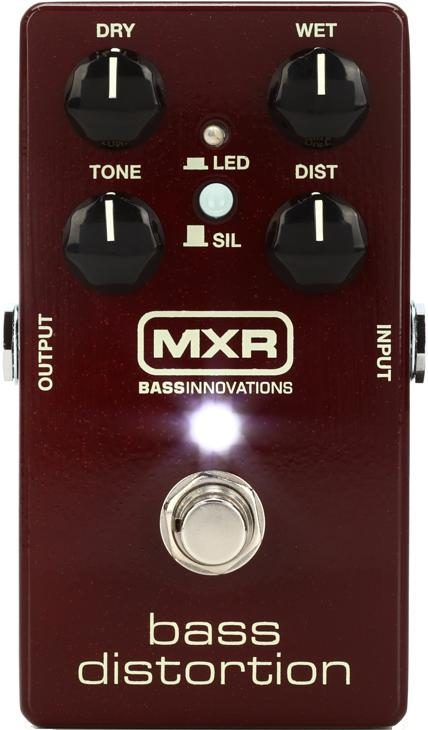 DRY WET
LED
TONE DIST
SIL
OUTPUT
INPUT
MXR
BASSINNOVATIONS
bass
distortion